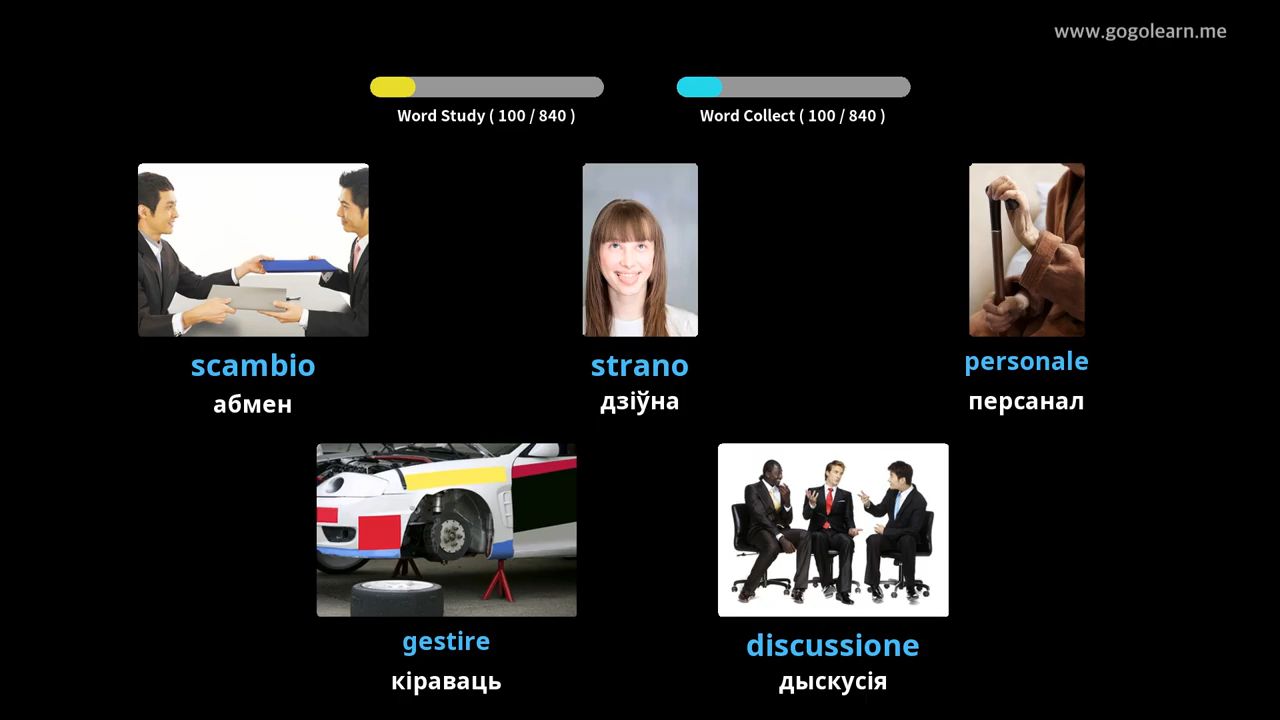 www.gogolearn.me
Word Study ( 100 / 840 )
Word Collect ( 100 / 840 )
scambio
абмен
strano
дзіўна
personale
персанал
gestire
кіраваць
discussione
дыскусія